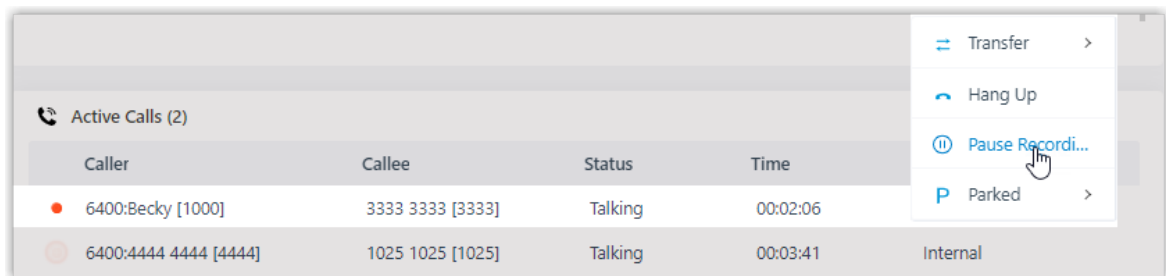 Transfer
Hang Up
Active Calls (2)
Pause Recordi...
Caller Callee Status Time
P Parked
6400:Becky [1000] 3333 3333 [3333] Talking 00:02:06
6400:4444 4444 [4444] 1025 1025 [1025] Talking 00:03:41 Internal